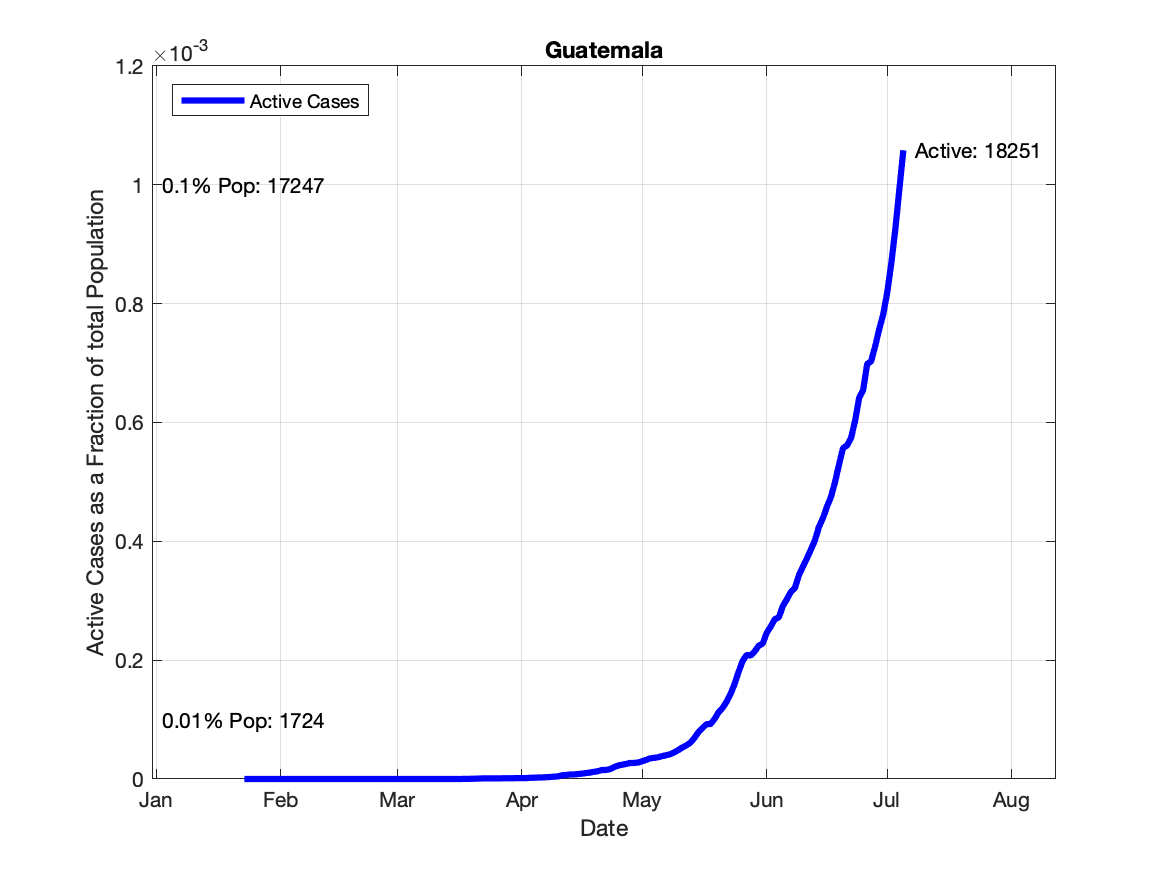 Guatemala
×10-3
1.2
1
0.8
0.6
0.4
0.2
0
Active Cases as a Fraction of total Population
Active Cases
Active: 18251
0.1% Pop: 17247
0.01% Pop: 1724
Jan Feb Mar Apr May Jun Jul Aug
Date